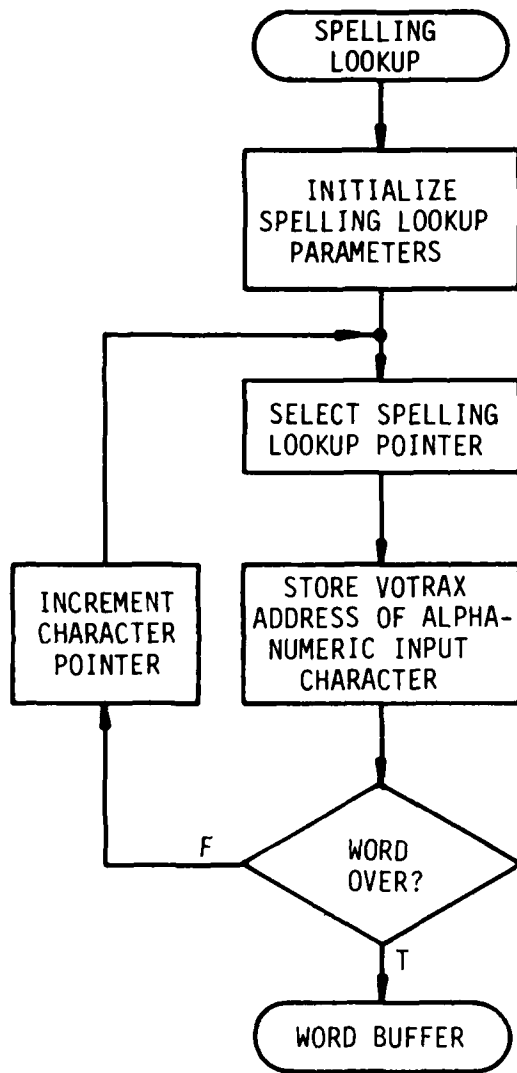 SPELLING
LOOKUP
INITIALIZE
SPELLING LOOKUP
PARAMETERS
SELECT SPELLING
LOOKUP POINTER
STORE VOTRAX
ADDRESS OF ALPHA-
NUMERIC INPUT
CHARACTER
INCREMENT
CHARACTER
POINTER
F
WORD
OVER?
T
WORD BUFFER